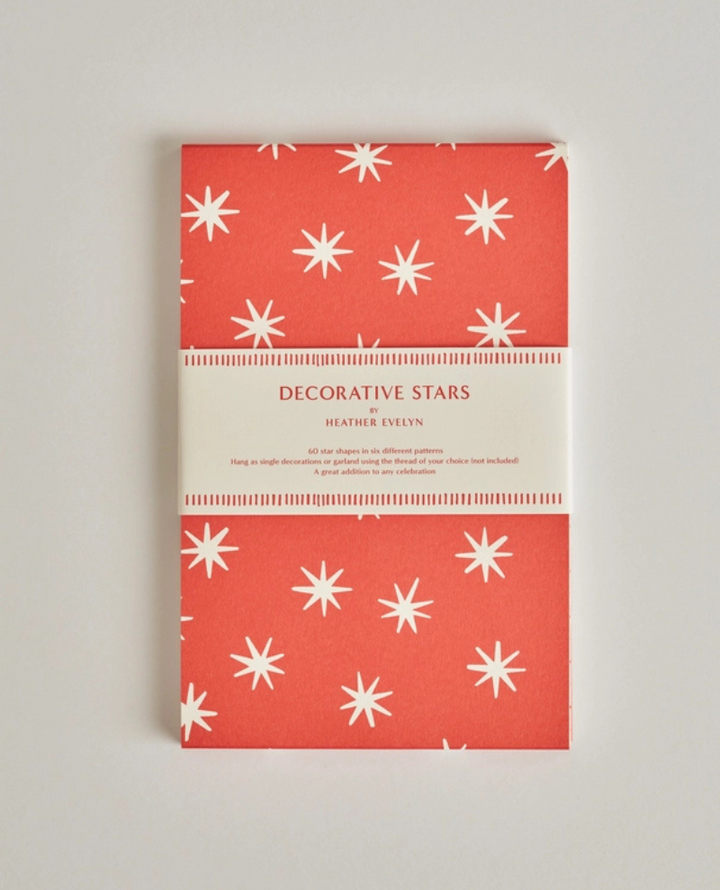 DECORATIVE STARS
BY
HEATHER EVELYN
60 star shapes in six different patterns
Hang as single decorations or garland using the thread of your choice (not included)
A great addition to any celebration